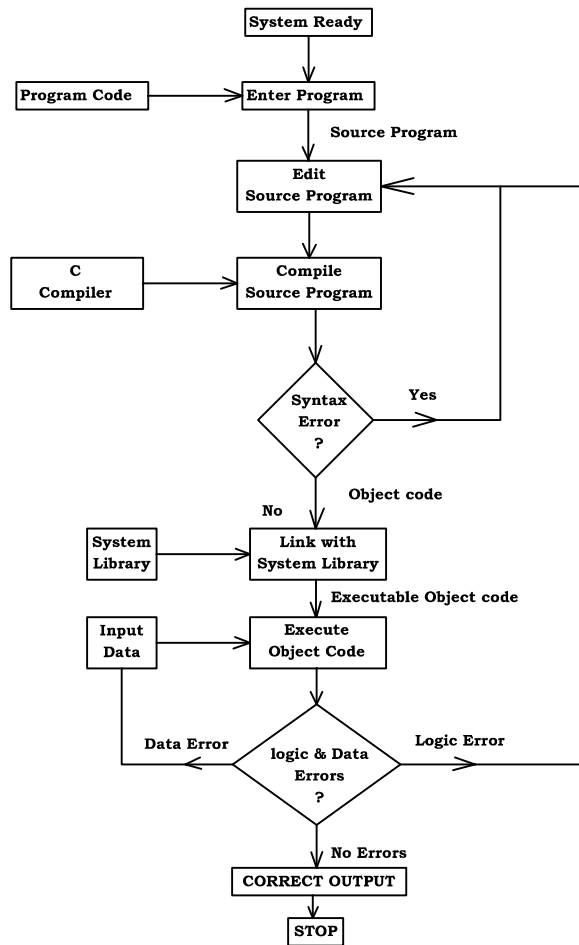 System Ready
Program Code
Enter Program
Source Program
Edit
Source Program
C
Compiler
Compile
Source Program
Syntax
Error
?
Yes
No
Object code
System
Library
Link with
System Library
Executable Object code
Input
Data
Execute
Object Code
Data Error
logic & Data
Errors
?
Logic Error
No Errors
CORRECT OUTPUT
STOP